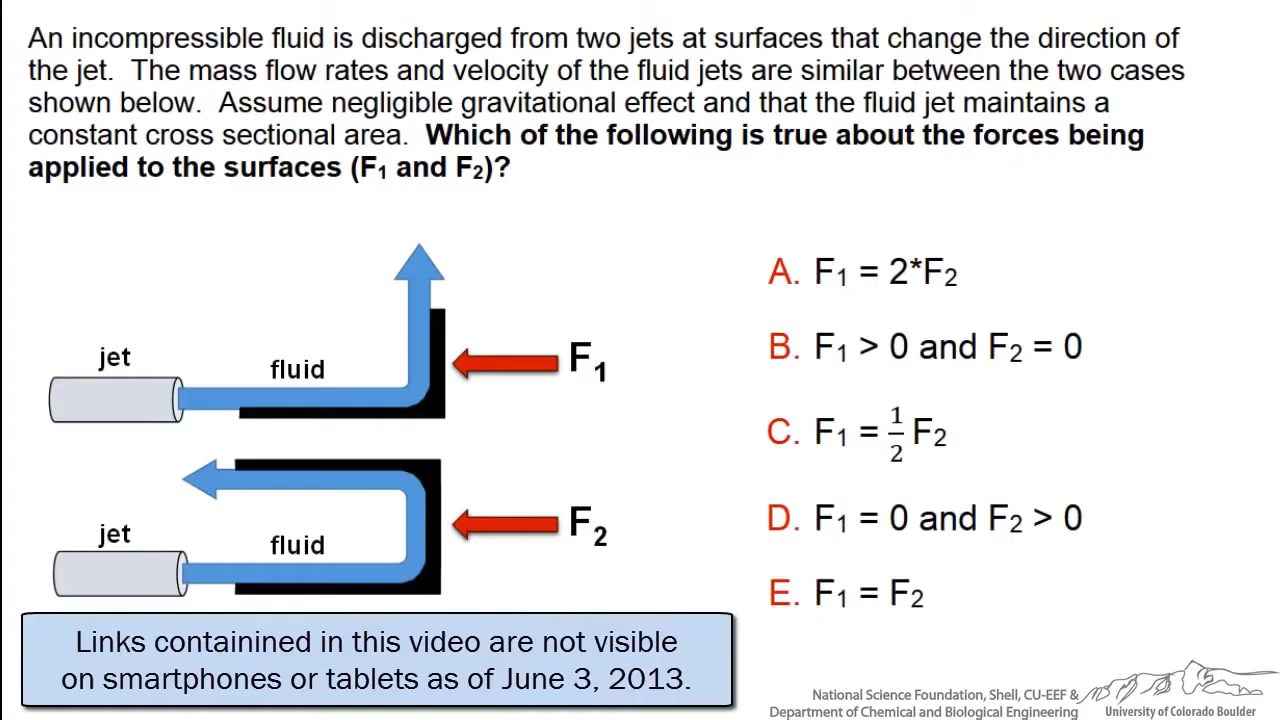 An incompressible fluid is discharged from two jets at surfaces that change the direction of
the jet. The mass flow rates and velocity of the fluid jets are similar between the two cases
shown below. Assume negligible gravitational effect and that the fluid jet maintains a
constant cross sectional area. Which of the following is true about the forces being
applied to the surfaces (F₁ and F₂)?
jet
fluid
F₁
jet
fluid
F₂
A. F₁ = 2*F₂
B. F₁ > 0 and F₂ = 0
C. F₁ = ½ F₂
D. F₁ = 0 and F₂ > 0
E. F₁ = F₂
Links containined in this video are not visible
on smartphones or tablets as of June 3, 2013.
National Science Foundation, Shell, CU-EEF &
Department of Chemical and Biological Engineering
University of Colorado Boulder